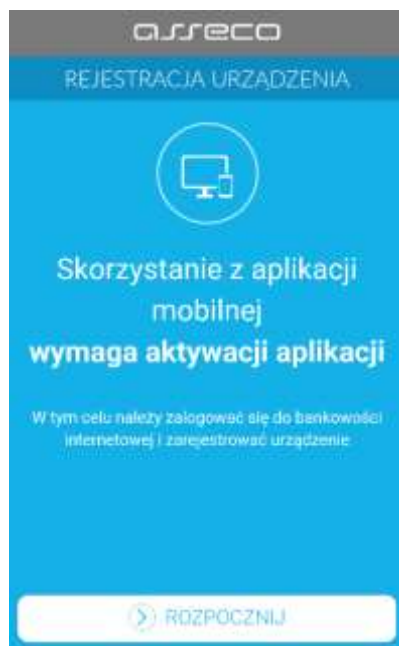 asseco
REJESTRACJA URZĄDZENIA
Skorzystanie z aplikacji
mobilnej
wymaga aktywacji aplikacji
W tym celu należy zalogować się do bankowości
internetowej i zarejestrować urządzenie
ROZPOCZNIJ